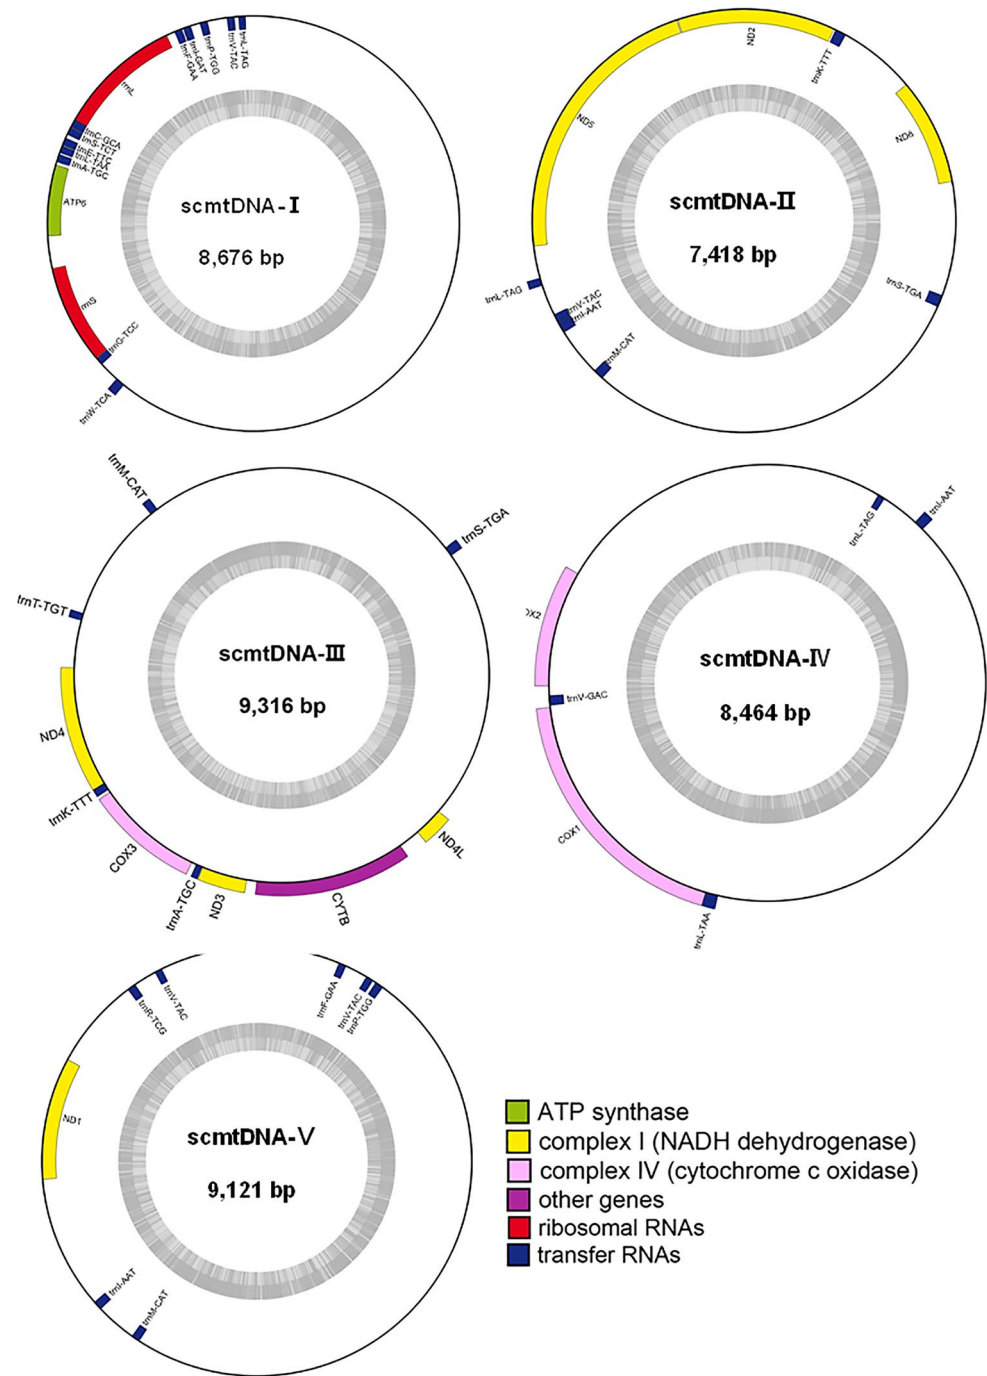 trnF-GAA
trnI-GAT
trnP-TGG
trnV-TAC
trnL-TAG
rrnL
trnC-GCA
trnS-TCT
trnE-TTC
trnL-TAA
trnA-TGC
ATP6
rrnS
trnG-TCC
trnW-TCA
scmtDNA-Ⅰ
8,676 bp
ND2
trnK-TTT
ND5
ND6
trnL-TAG
trnV-TAC
trnI-AAT
trnM-CAT
trnS-TGA
scmtDNA-Ⅱ
7,418 bp
trnM-CAT
trnS-TGA
trnT-TGT
ND4
trnK-TTT
COX3
trnA-TGC
ND3
CYTB
ND4L
scmtDNA-Ⅲ
9,316 bp
trnL-TAG
trnI-AAT
OX2
trnV-GAC
COX1
trnL-TAA
scmtDNA-Ⅳ
8,464 bp
trnR-TCG
trnV-TAC
trnF-GAA
trnV-TAC
trnP-TGG
ND1
trnI-AAT
trnM-CAT
scmtDNA-Ⅴ
9,121 bp
ATP synthase
complex I (NADH dehydrogenase)
complex IV (cytochrome c oxidase)
other genes
ribosomal RNAs
transfer RNAs